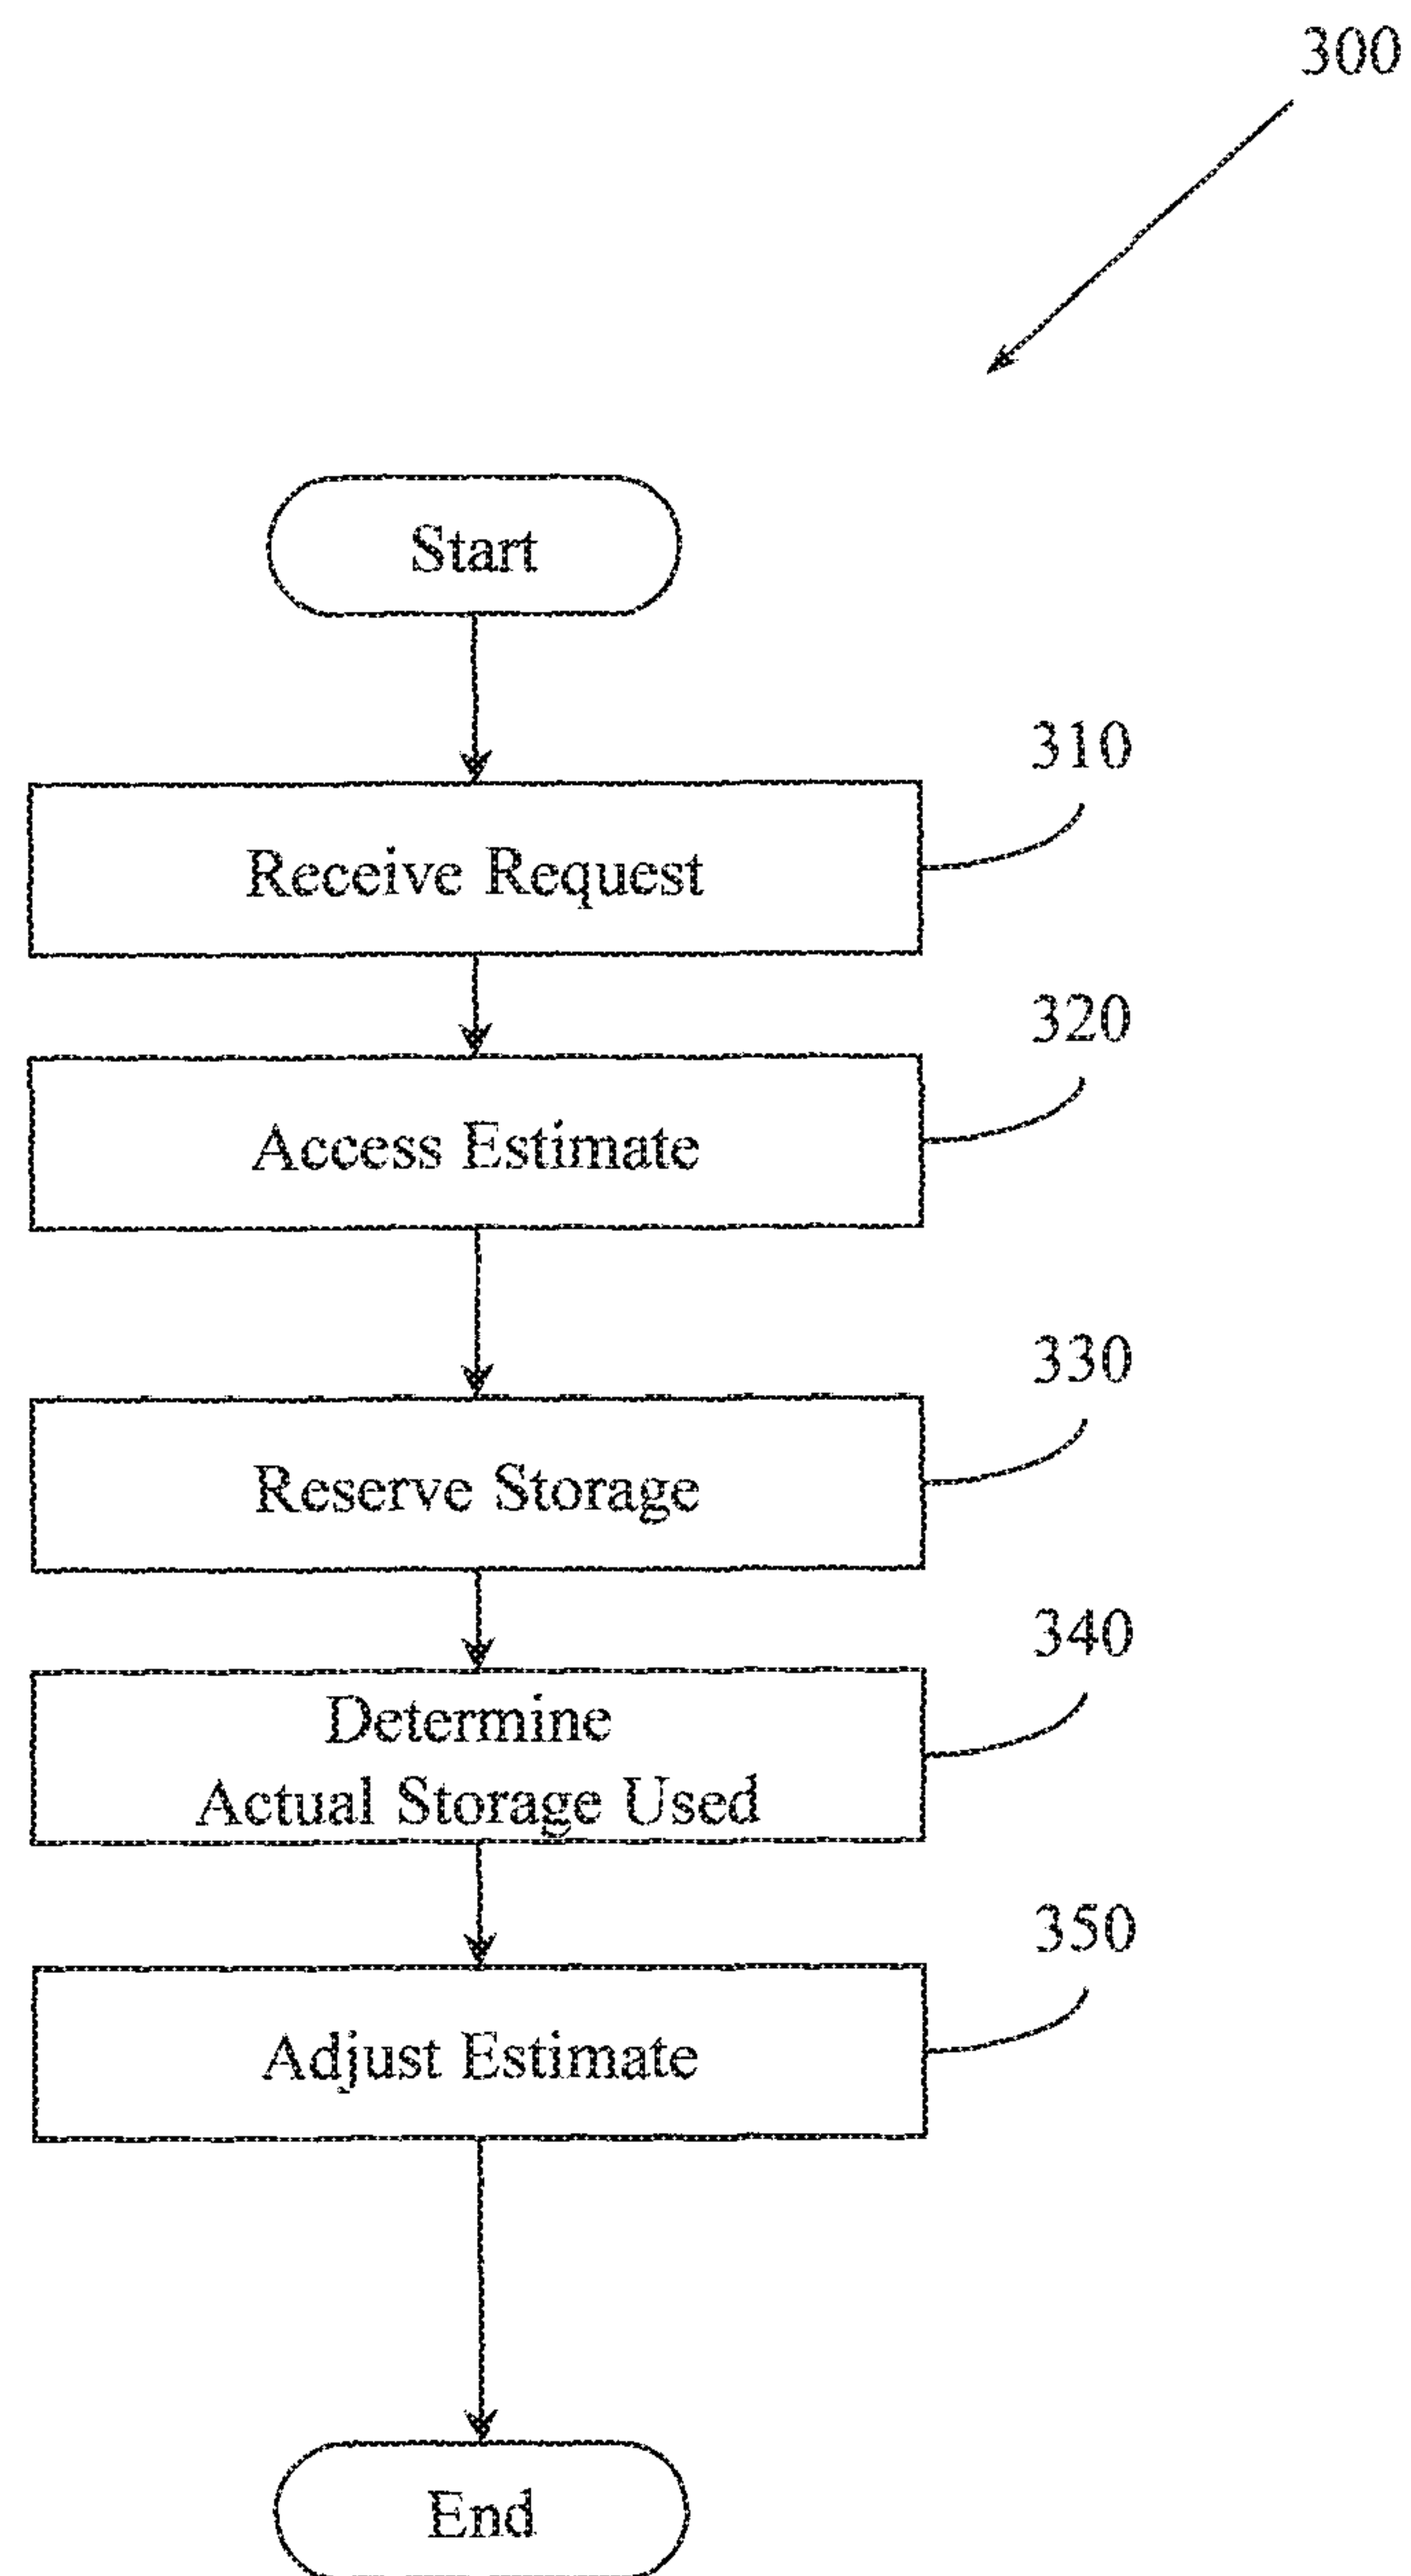 300
Start
310
Receive Request
320
Access Estimate
330
Reserve Storage
340
Determine
Actual Storage Used
350
Adjust Estimate
End